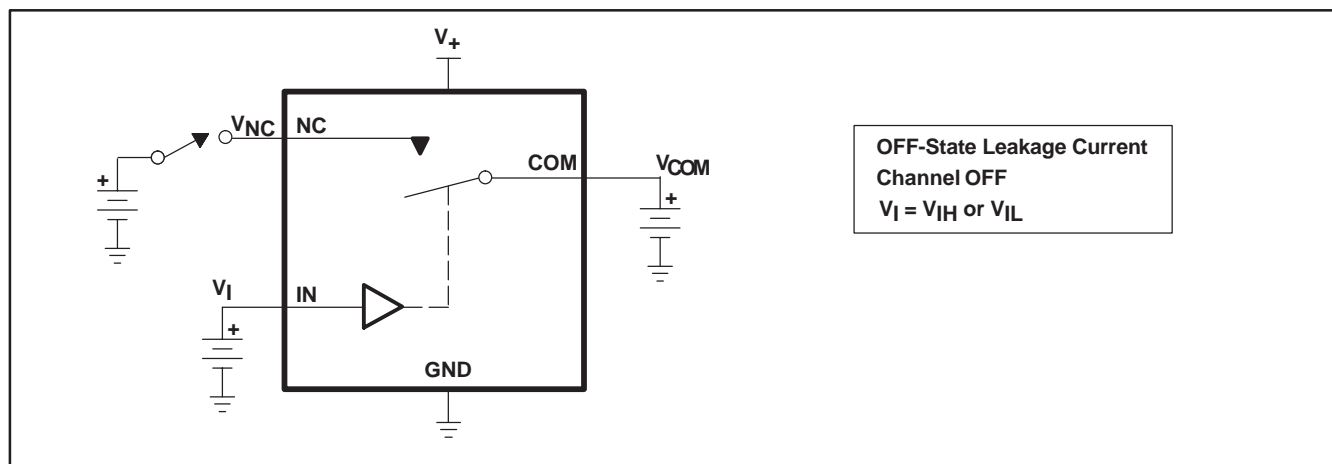 V+
VNC NC
+
COM VCOM
+
VI IN
+
GND
OFF-State Leakage Current
Channel OFF
VI = VIH or VIL